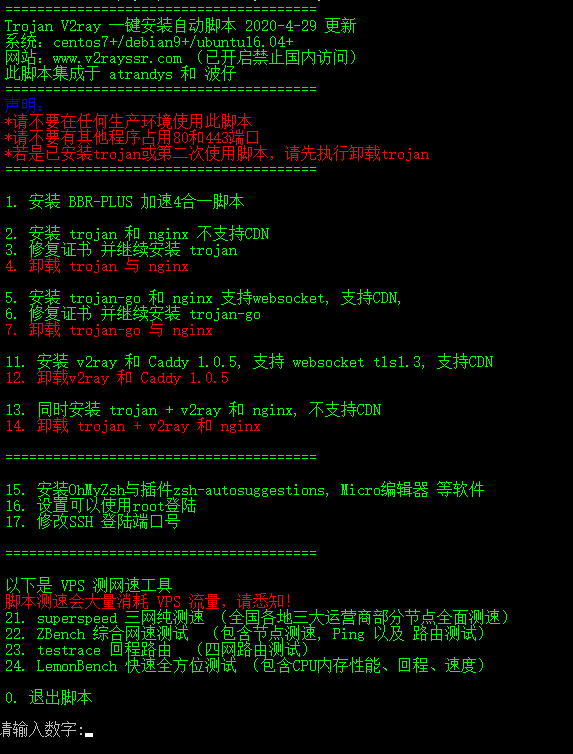 =======================================
Trojan V2ray 一键安装自动脚本 2020-4-29 更新
系统：centos7+/debian9+/ubuntu16.04+
网站：www.v2rayssr.com （已开启禁止国内访问）
此脚本集成于 atrandys 和 波仔
=======================================
声明：
*请不要在任何生产环境使用此脚本
*请不要有其他程序占用80和443端口
*若是已安装trojan或第二次使用脚本，请先执行卸载trojan
=======================================
1. 安装 BBR-PLUS 加速4合一脚本
2. 安装 trojan 和 nginx 不支持CDN
3. 修复证书 并继续安装 trojan
4. 卸载 trojan 与 nginx
5. 安装 trojan-go 和 nginx 支持websocket, 支持CDN,
6. 修复证书 并继续安装 trojan-go
7. 卸载 trojan-go 与 nginx
11. 安装 v2ray 和 Caddy 1.0.5, 支持 websocket tls1.3, 支持CDN
12. 卸载v2ray 和 Caddy 1.0.5
13. 同时安装 trojan + v2ray 和 nginx, 不支持CDN
14. 卸载 trojan + v2ray 和 nginx
=======================================
15. 安装OhMyZsh与插件zsh-autosuggestions, Micro编辑器 等软件
16. 设置可以使用root登陆
17. 修改SSH 登陆端口号
=======================================
以下是 VPS 测网速工具
脚本测速会大量消耗 VPS 流量，请悉知！
21. superspeed 三网纯测速 （全国各地三大运营商部分节点全面测速）
22. ZBench 综合网速测试 （包含节点测速, Ping 以及 路由测试）
23. testrace 回程路由 （四网路由测试）
24. LemonBench 快速全方位测试 （包含CPU内存性能、回程、速度）
0. 退出脚本
请输入数字: